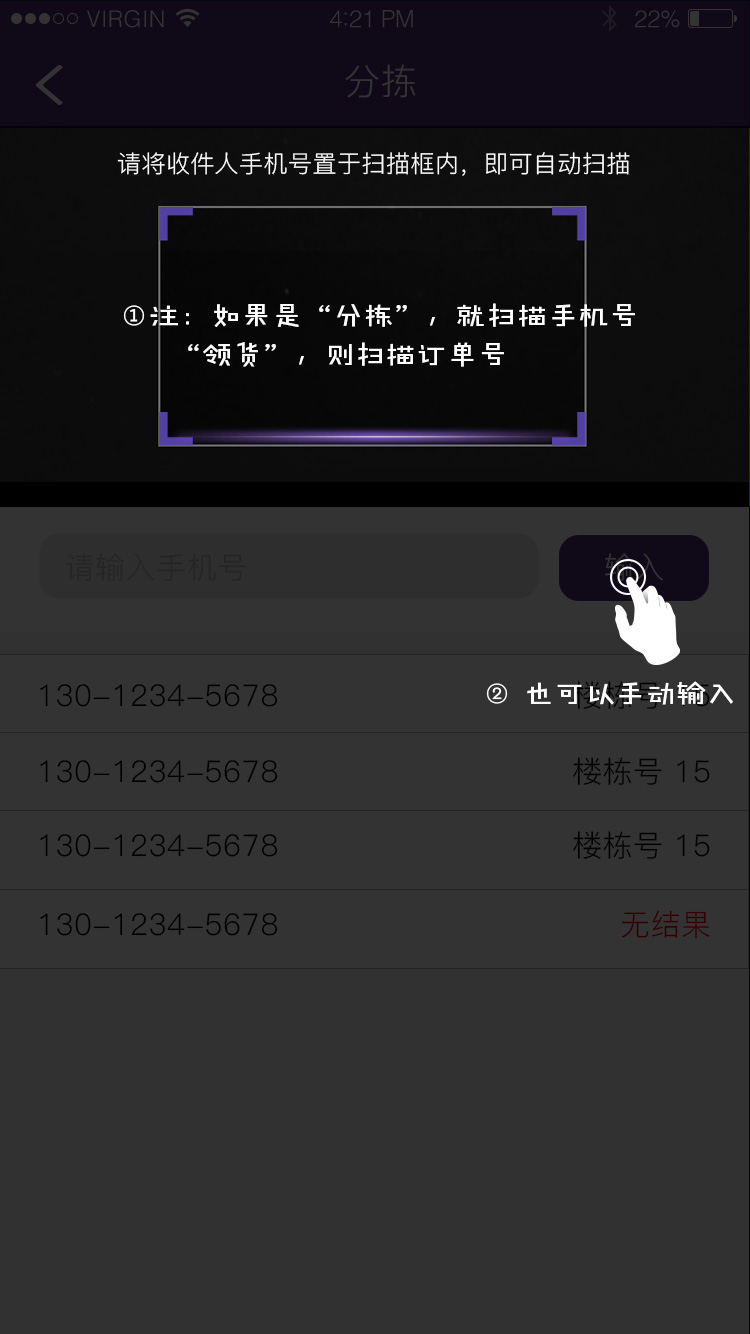 VIRGIN 4:21 PM 22%
分拣
请将收件人手机号置于扫描框内，即可自动扫描
①注：如果是“分拣”，就扫描手机号
“领货”，则扫描订单号
请输入手机号 输入
130-1234-5678
② 也可以手动输入
130-1234-5678 楼栋号 15
130-1234-5678 楼栋号 15
130-1234-5678 无结果